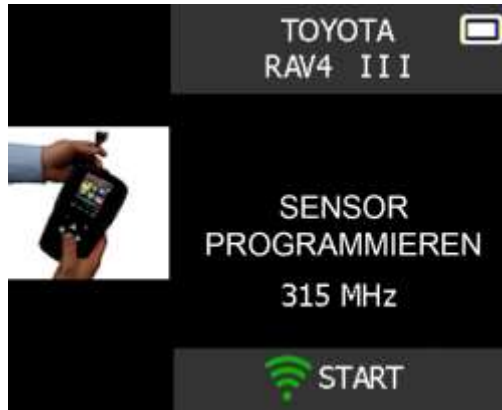 TOYOTA
RAV4 III
SENSOR
PROGRAMMIEREN
315 MHz
START